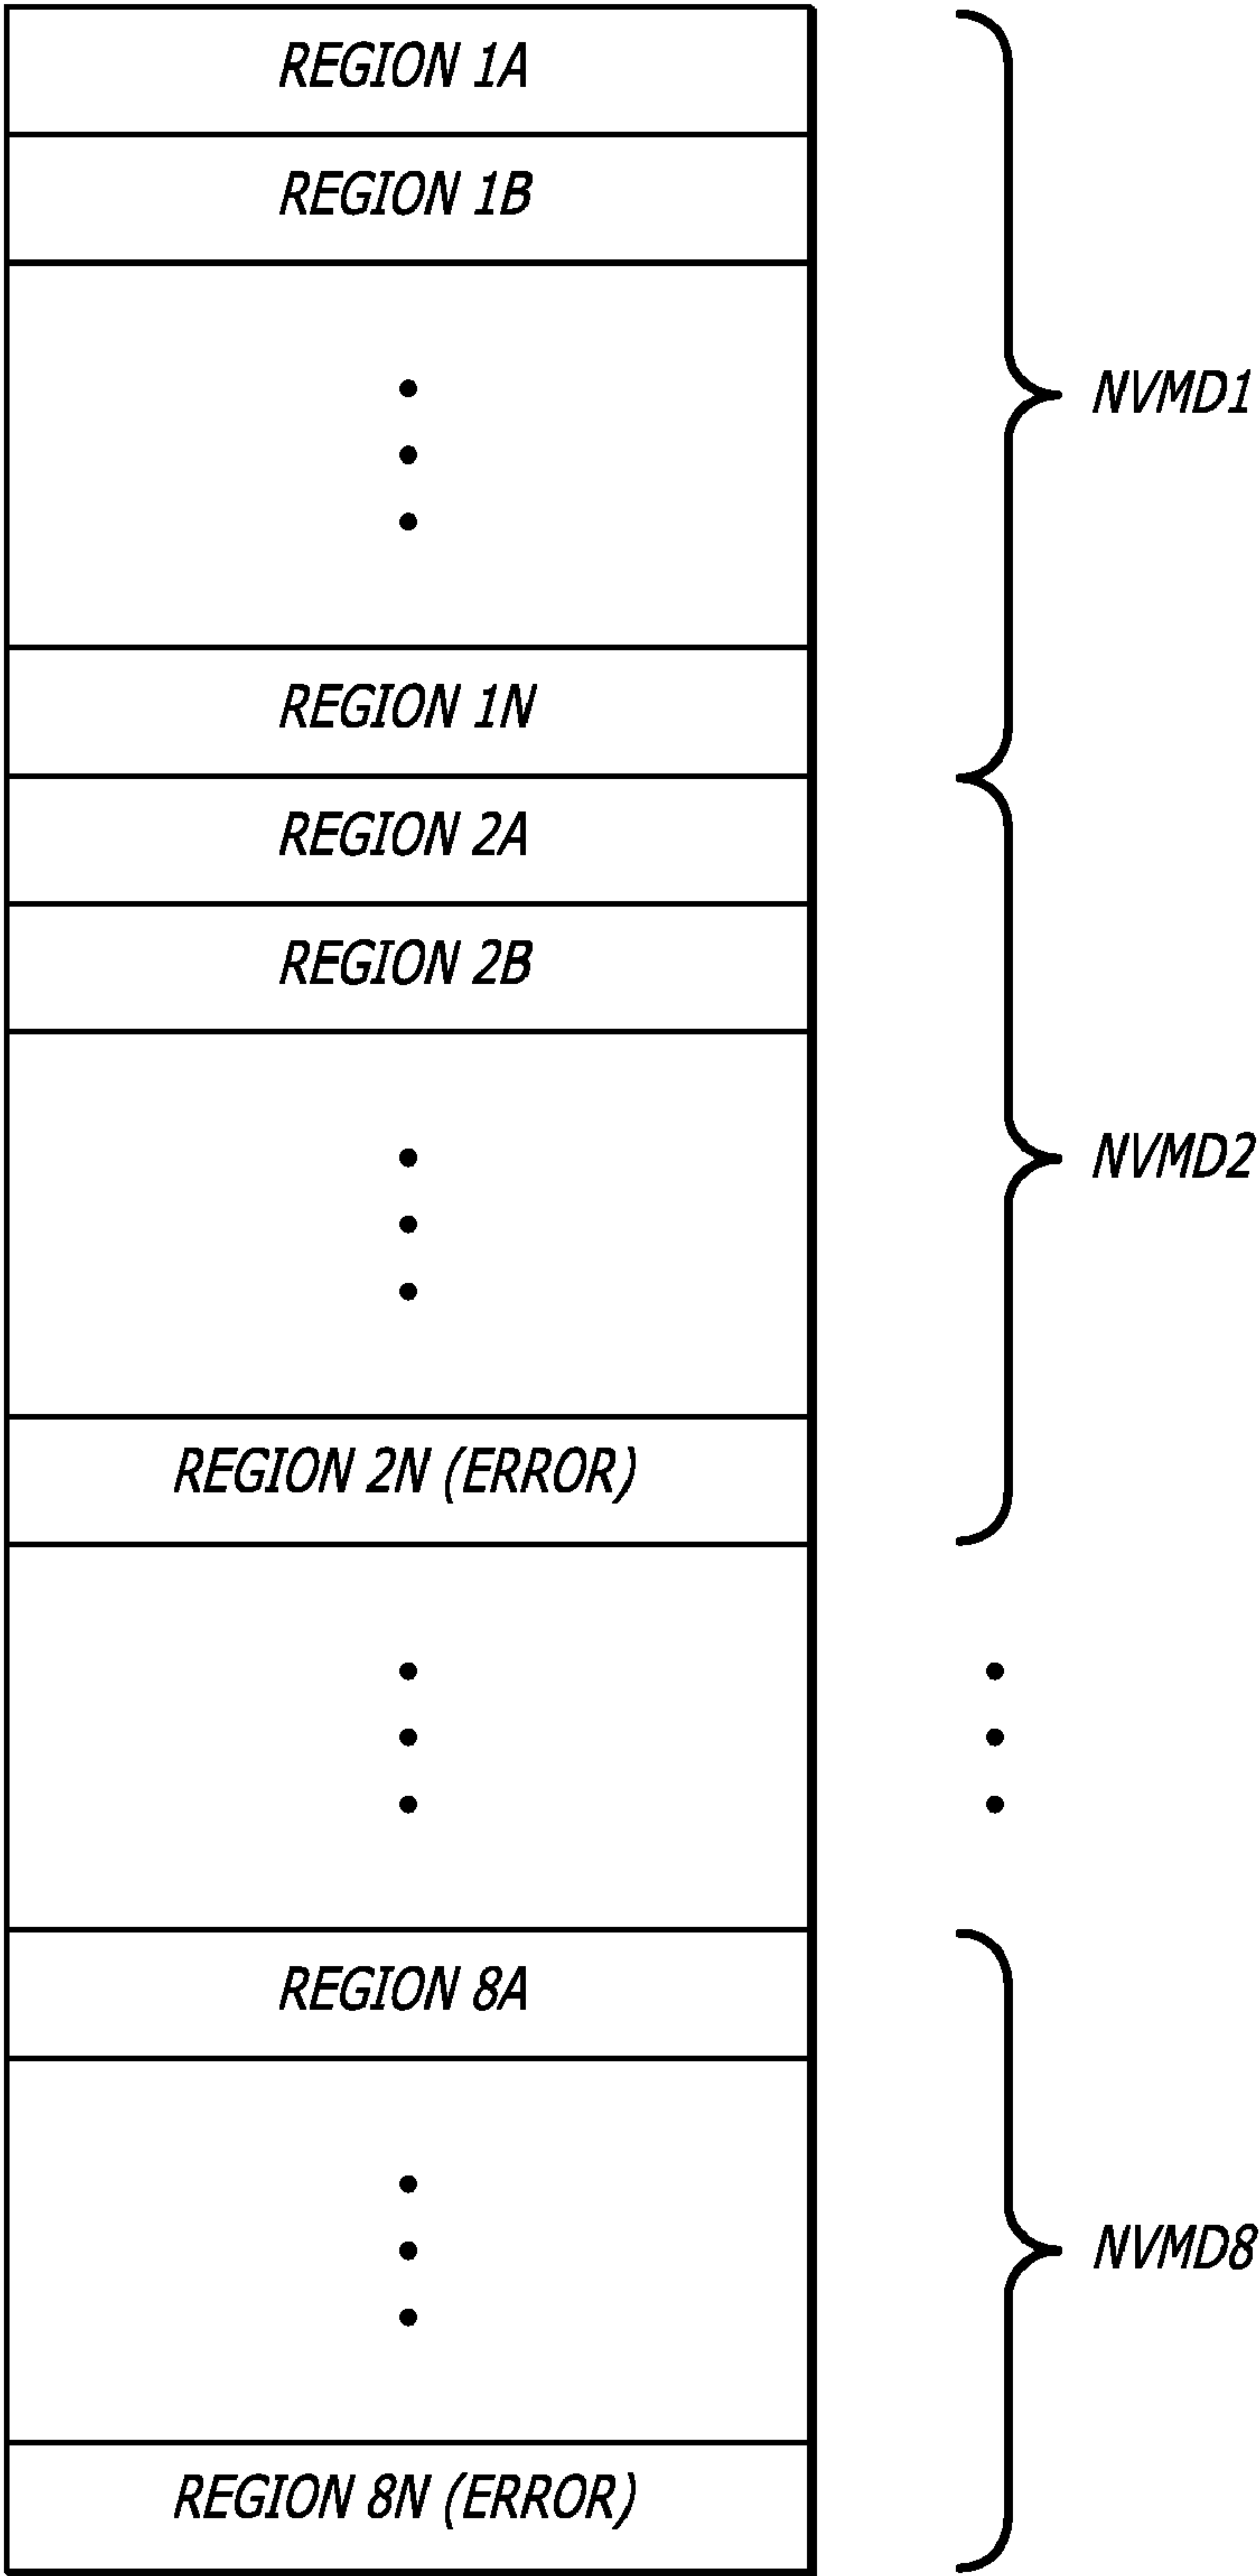 REGION 1A
REGION 1B
NVMD1
REGION 1N
REGION 2A
REGION 2B
NVMD2
REGION 2N (ERROR)
REGION 8A
NVMD8
REGION 8N (ERROR)